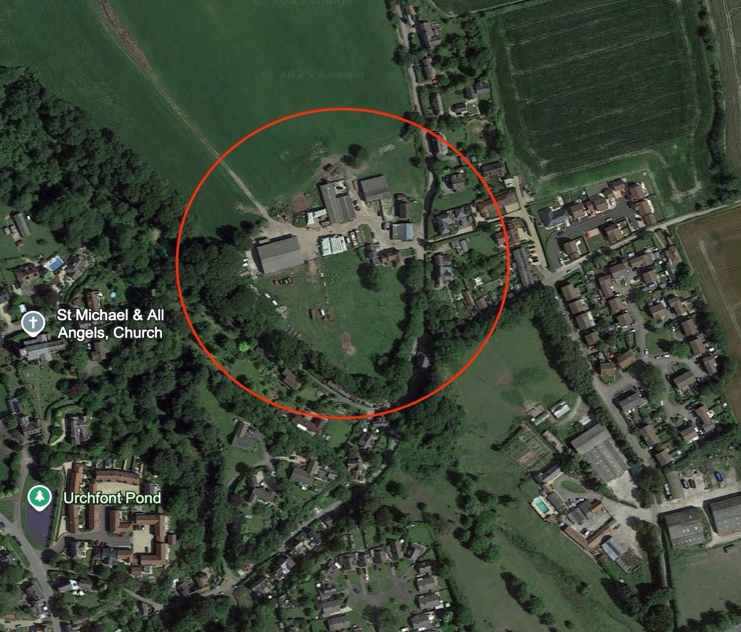 © 2025 Google
St Michael & All
Angels, Church
Urchfont Pond